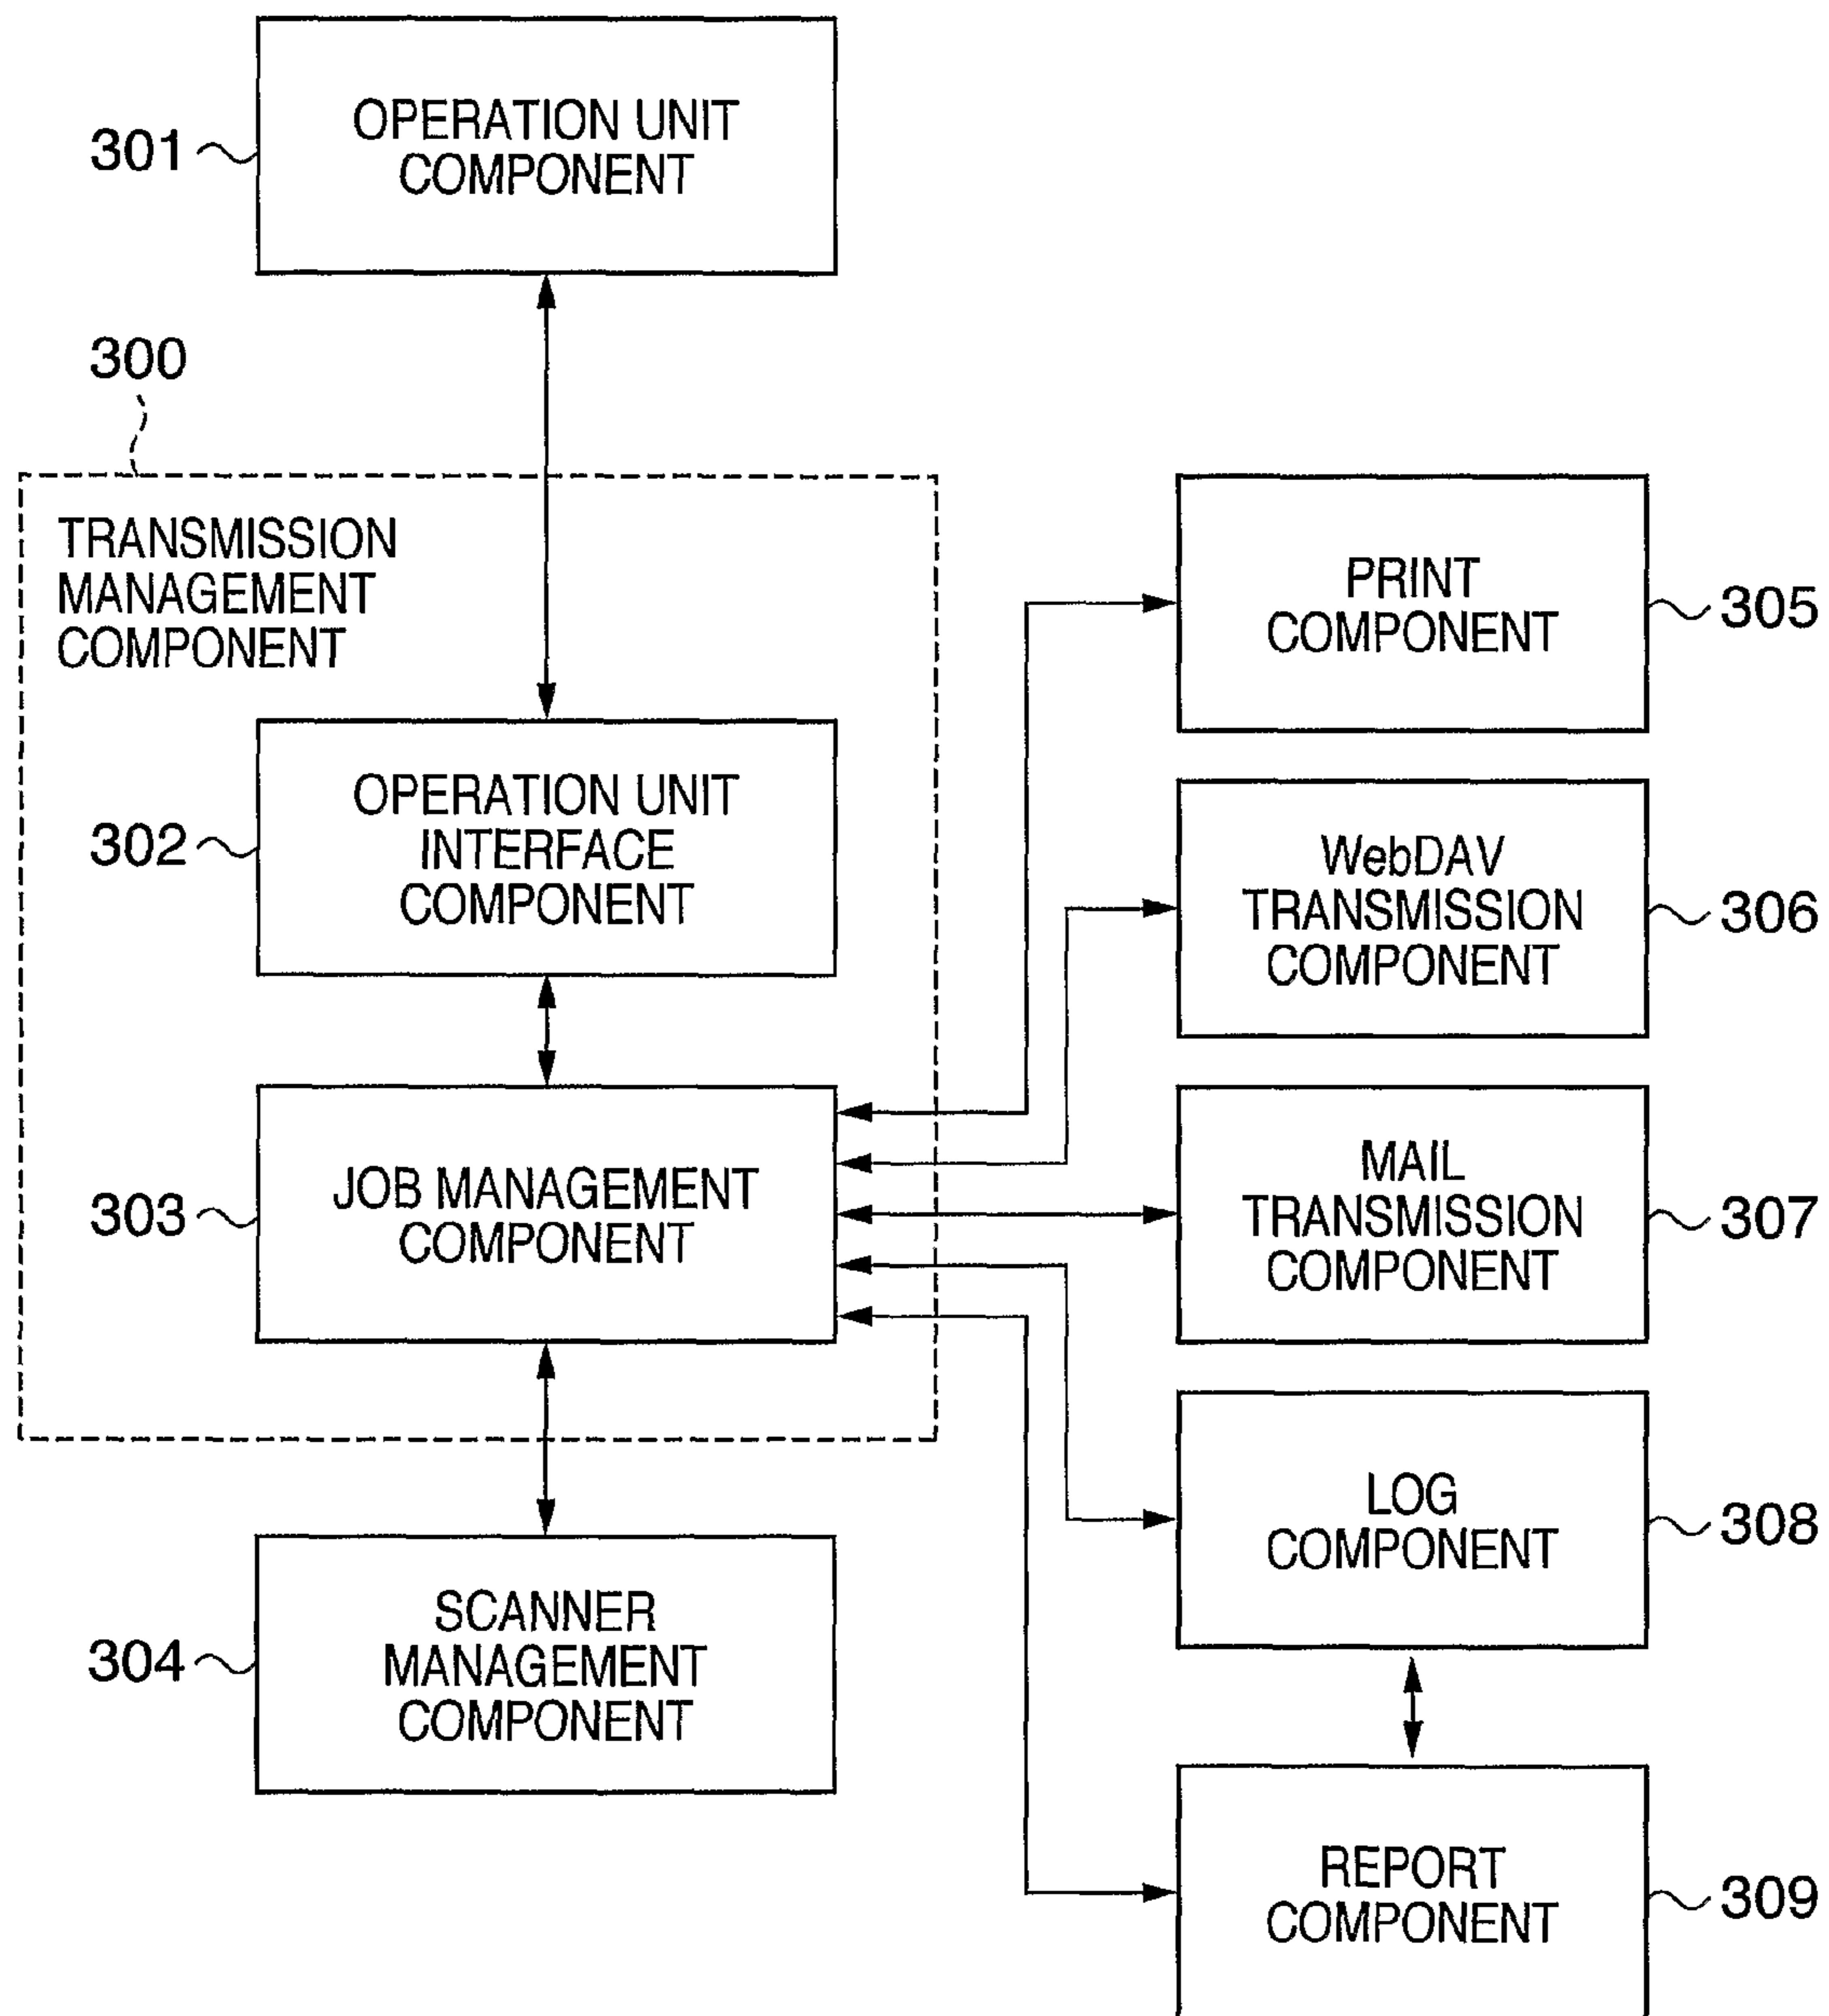 OPERATION UNIT
COMPONENT
301
300
TRANSMISSION
MANAGEMENT
COMPONENT
OPERATION UNIT
INTERFACE
COMPONENT
302
JOB MANAGEMENT
COMPONENT
303
SCANNER
MANAGEMENT
COMPONENT
304
PRINT
COMPONENT
305
WebDAV
TRANSMISSION
COMPONENT
306
MAIL
TRANSMISSION
COMPONENT
307
LOG
COMPONENT
308
REPORT
COMPONENT
309